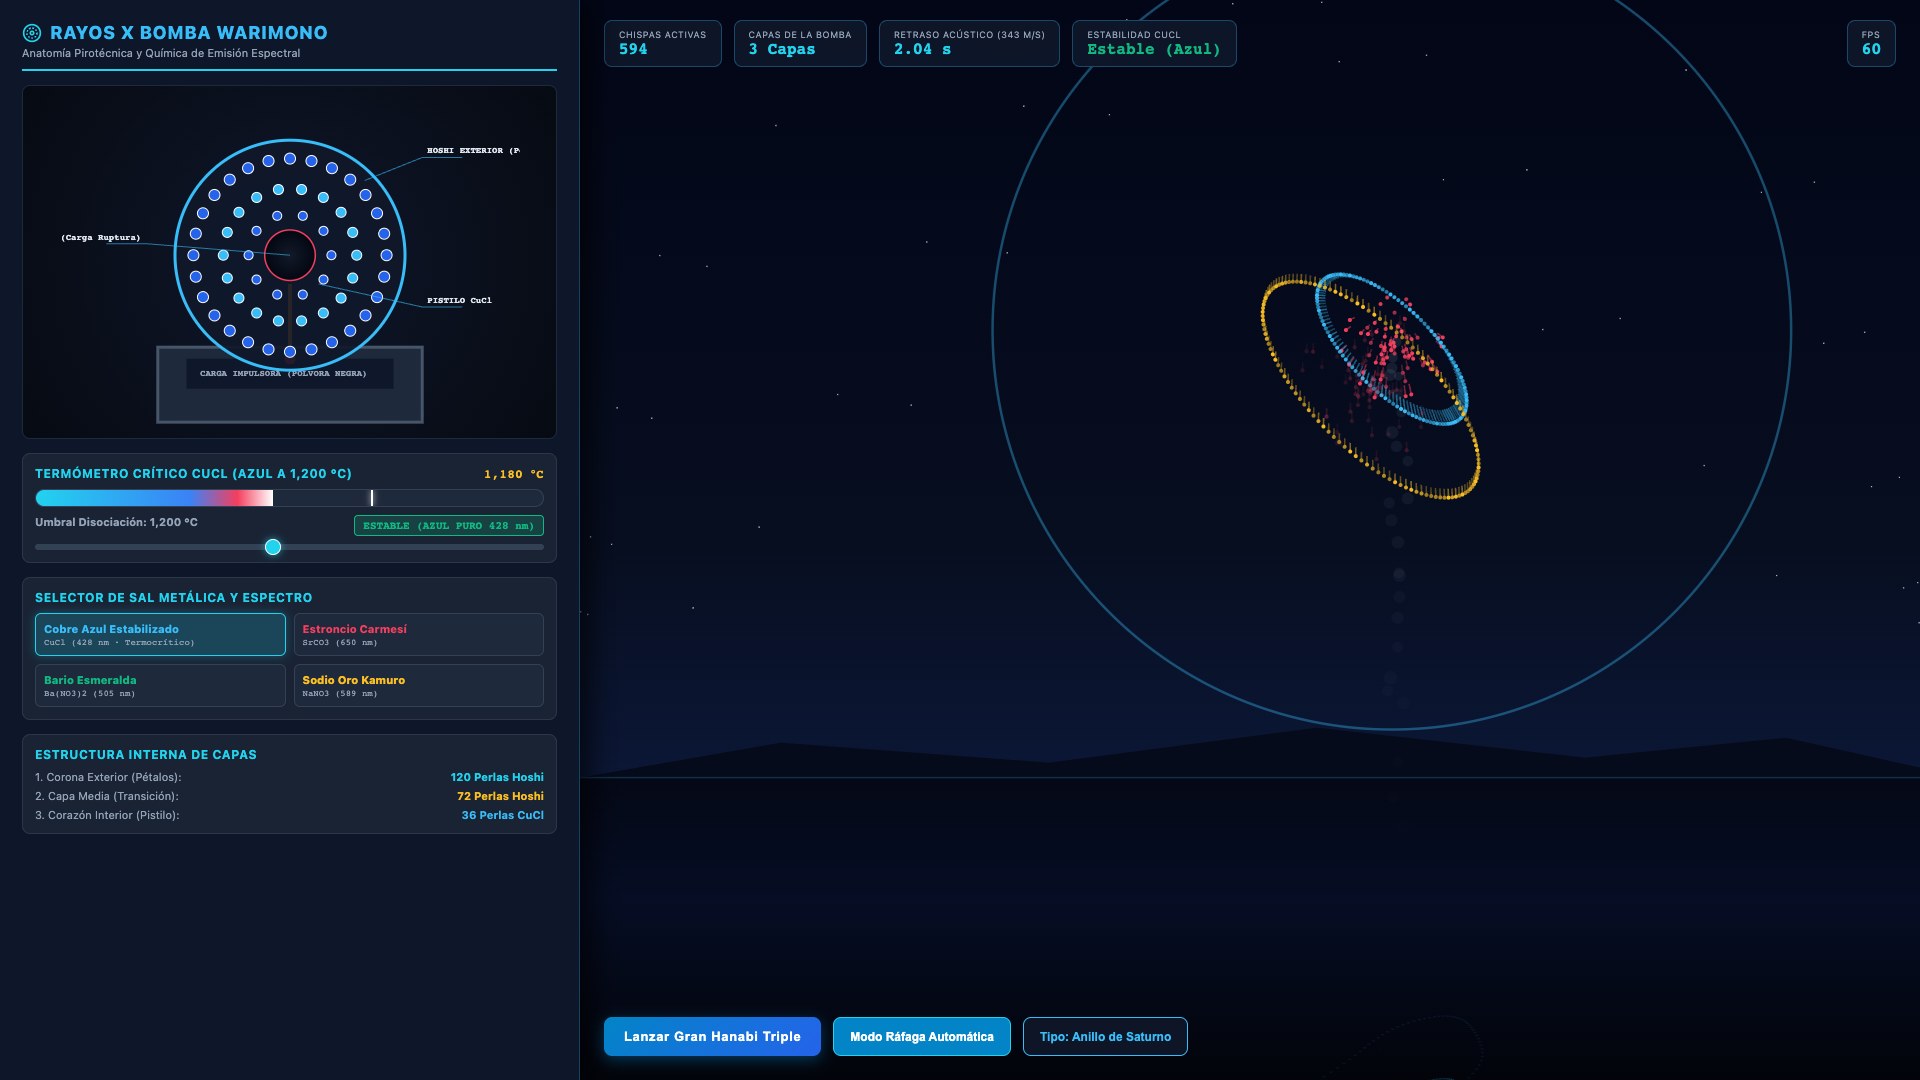 RAYOS X BOMBA WARIMONO
Anatomía Pirotécnica y Química de Emisión Espectral
HOSHI EXTERIOR (P
(Carga Ruptura)
PISTILO CuCl
CARGA IMPULSORA (PÓLVORA NEGRA)
TERMÓMETRO CRÍTICO CUCL (AZUL A 1,200 °C)
1,180 °C
Umbral Disociación: 1,200 °C
ESTABLE (AZUL PURO 428 nm)
SELECTOR DE SAL METÁLICA Y ESPECTRO
Cobre Azul Estabilizado
CuCl (428 nm · Termocrítico)
Estroncio Carmesí
SrCO3 (650 nm)
Bario Esmeralda
Ba(NO3)2 (505 nm)
Sodio Oro Kamuro
NaNO3 (589 nm)
ESTRUCTURA INTERNA DE CAPAS
1. Corona Exterior (Pétalos):
120 Perlas Hoshi
2. Capa Media (Transición):
72 Perlas Hoshi
3. Corazón Interior (Pistilo):
36 Perlas CuCl
CHISPAS ACTIVAS
594
CAPAS DE LA BOMBA
3 Capas
RETRASO ACÚSTICO (343 M/S)
2.04 s
ESTABILIDAD CUCL
Estable (Azul)
FPS
60
Lanzar Gran Hanabi Triple
Modo Ráfaga Automática
Tipo: Anillo de Saturno